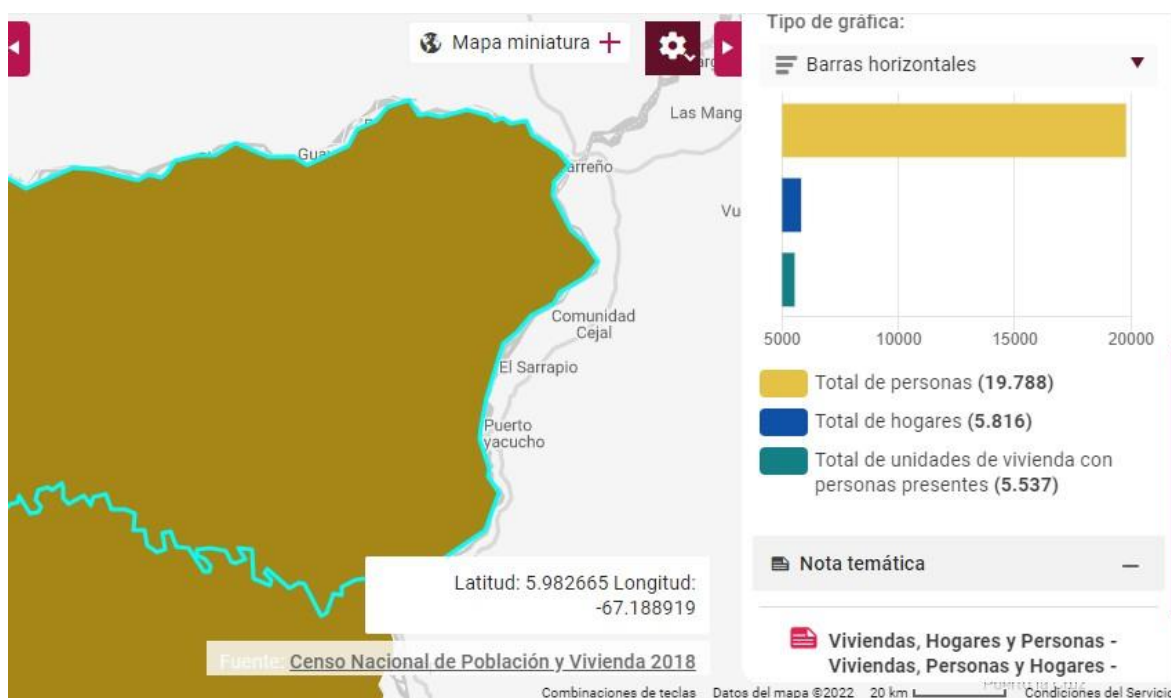 Mapa miniatura
Las Mang
arreño
Vu
Comunidad
Cejal
El Sarrapio
Puerto
yacucho
Latitud: 5.982665 Longitud:
-67.188919
Fuente: Censo Nacional de Población y Vivienda 2018
Combinaciones de teclas Datos del mapa ©2022 20 km Condiciones del Servicio
Tipo de gráfica:
Barras horizontales
5000 10000 15000 20000
Total de personas (19.788)
Total de hogares (5.816)
Total de unidades de vivienda con
personas presentes (5.537)
Nota temática
Viviendas, Hogares y Personas -
Viviendas, Personas y Hogares -